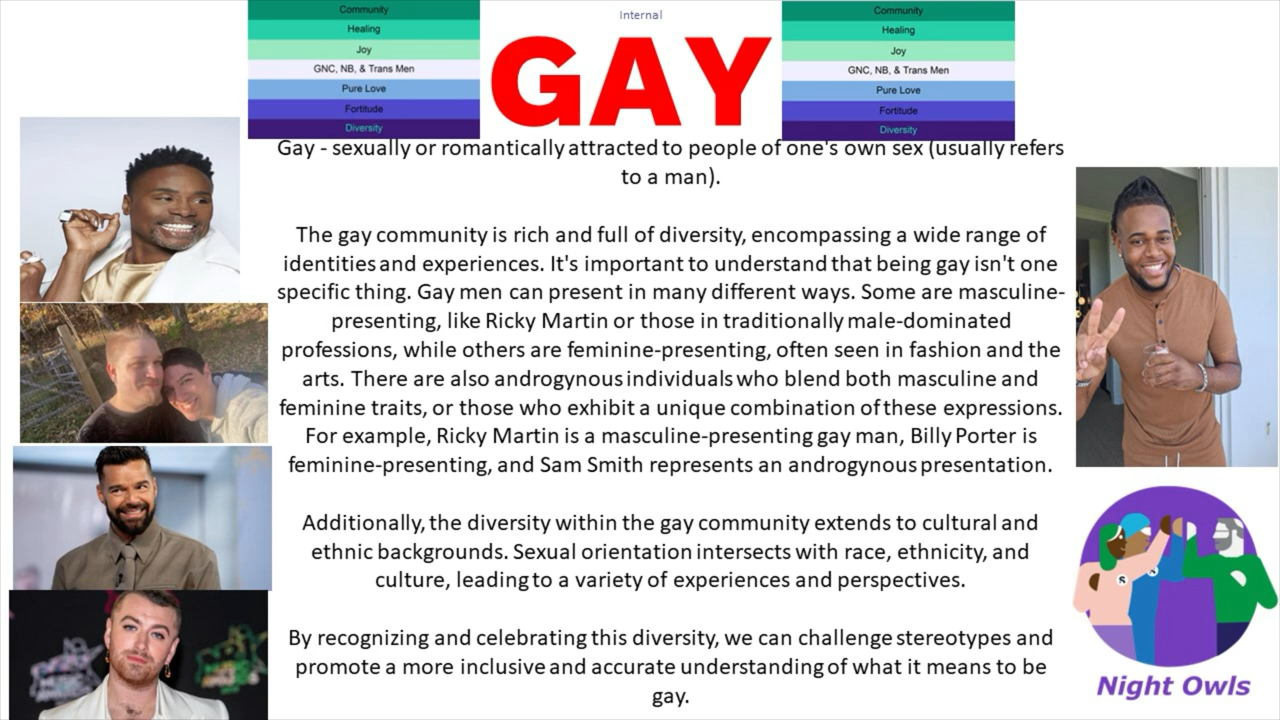 Internal
Community
Healing
Joy
GNC, NB, & Trans Men
Pure Love
Fortitude
Diversity
GAY
Community
Healing
Joy
GNC, NB, & Trans Men
Pure Love
Fortitude
Diversity
Gay - sexually or romantically attracted to people of one's own sex (usually refers
to a man).
The gay community is rich and full of diversity, encompassing a wide range of
identities and experiences. It's important to understand that being gay isn't one
specific thing. Gay men can present in many different ways. Some are masculine-
presenting, like Ricky Martin or those in traditionally male-dominated
professions, while others are feminine-presenting, often seen in fashion and the
arts. There are also androgynous individuals who blend both masculine and
feminine traits, or those who exhibit a unique combination of these expressions.
For example, Ricky Martin is a masculine-presenting gay man, Billy Porter is
feminine-presenting, and Sam Smith represents an androgynous presentation.
Additionally, the diversity within the gay community extends to cultural and
ethnic backgrounds. Sexual orientation intersects with race, ethnicity, and
culture, leading to a variety of experiences and perspectives.
By recognizing and celebrating this diversity, we can challenge stereotypes and
promote a more inclusive and accurate understanding of what it means to be
gay.
Night Owls